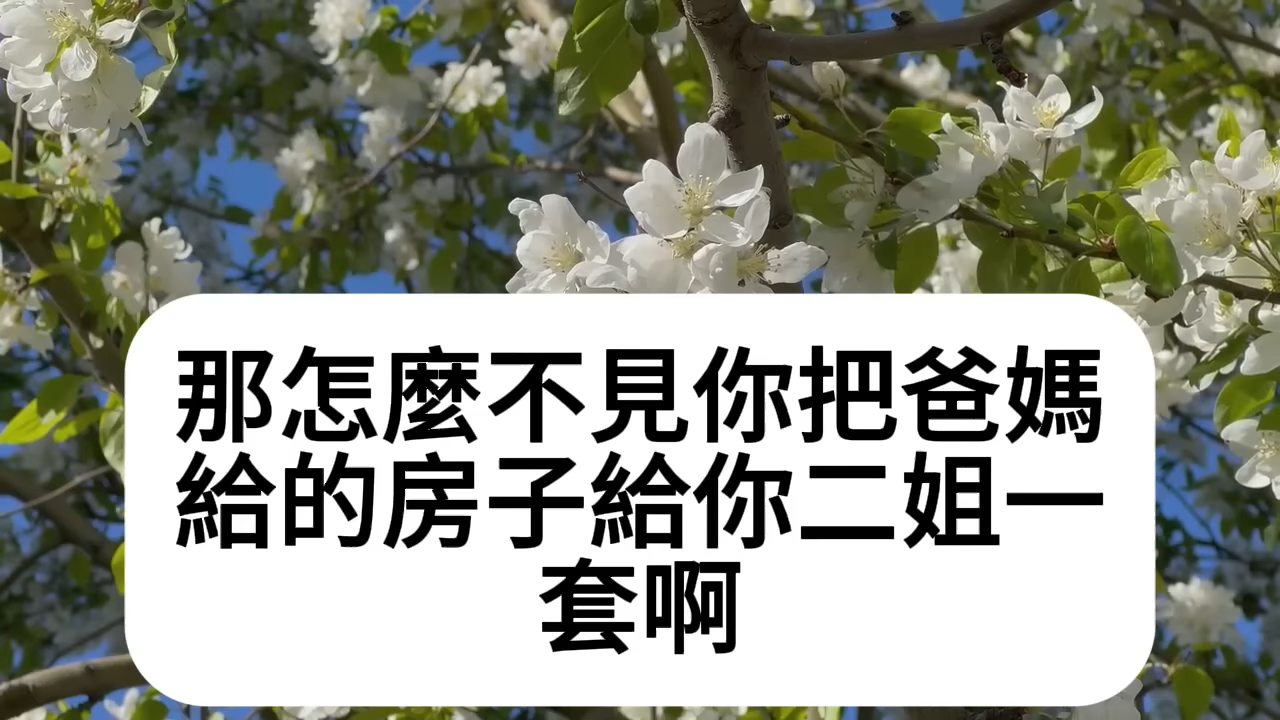 那怎麼不見你把爸媽
給的房子給你二姐一
套啊